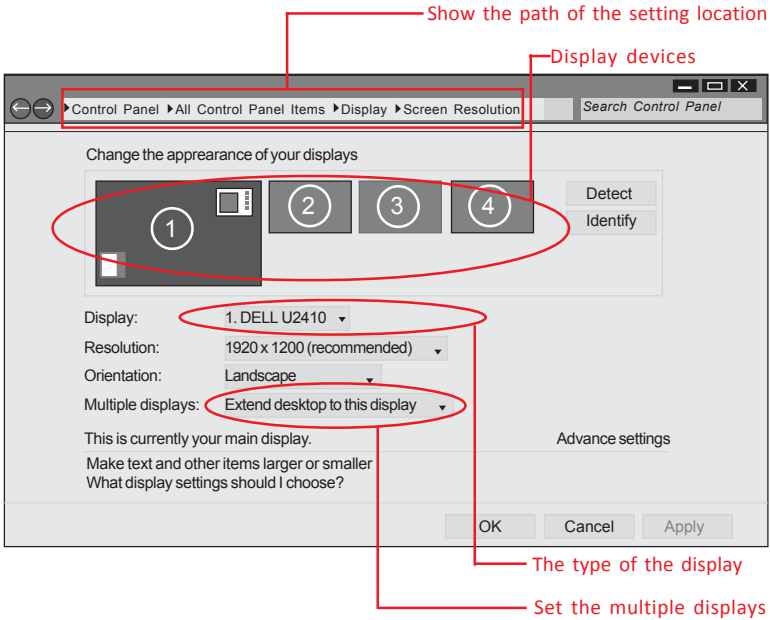 Show the path of the setting location
Display devices
Control Panel All Control Panel Items Display Screen Resolution
Search Control Panel
Change the apprearance of your displays
1
2
3
4
Detect
Identify
Display: 1. DELL U2410
Resolution: 1920 x 1200 (recommended)
Orientation: Landscape
Multiple displays: Extend desktop to this display
This is currently your main display. Advance settings
Make text and other items larger or smaller
What display settings should I choose?
OK Cancel Apply
The type of the display
Set the multiple displays